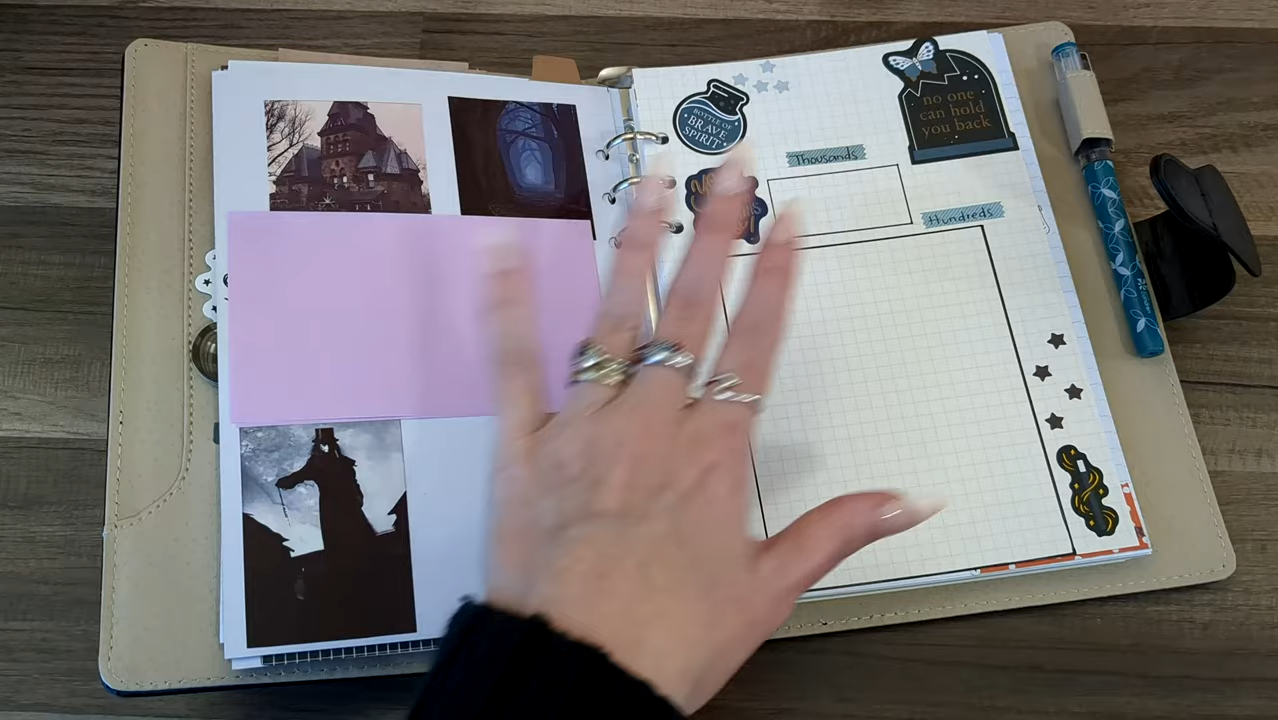 BOTTLE OF
BRAVE
SPIRIT
no one
can hold
you back
Thousands
Hundreds